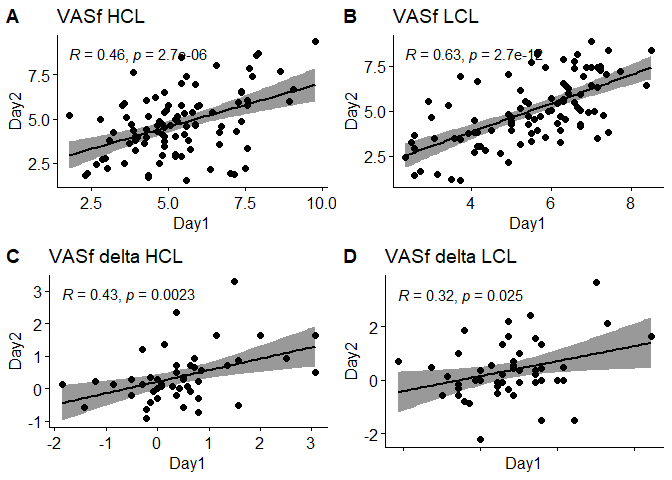 A VASf HCL
R = 0.46, p = 2.7e-06
7.5
5.0
2.5
Day2
2.5 5.0 7.5 10.0
Day1
B VASf LCL
R = 0.63, p = 2.7e-12
7.5
5.0
2.5
Day2
4 6 8
Day1
C VASf delta HCL
R = 0.43, p = 0.0023
3
2
1
0
-1
Day2
-2 -1 0 1 2 3
Day1
D VASf delta LCL
R = 0.32, p = 0.025
2
0
-2
Day2
Day1